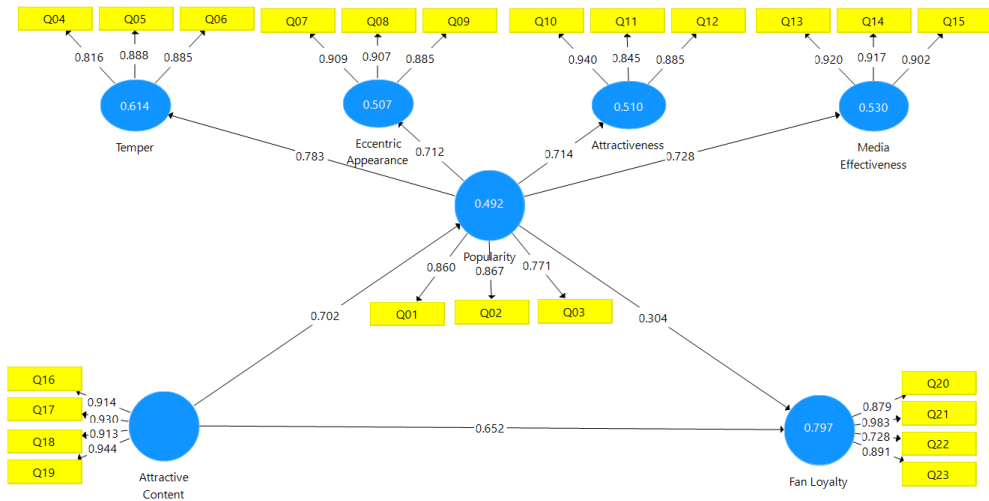 Q04 Q05 Q06 Q07 Q08 Q09 Q10 Q11 Q12 Q13 Q14 Q15
0.816 0.888 0.885 0.909 0.907 0.885 0.940 0.845 0.885 0.920 0.917 0.902
0.614 0.507 0.510 0.530
Temper
Eccentric
Appearance
Attractiveness
Media
Effectiveness
0.783 0.712 0.714 0.728
0.492
Popularity
0.860 0.867 0.771
Q01 Q02 Q03
0.702 0.304
Q16
Q17
Q18
Q19
0.914
0.930
0.913
0.944
Attractive
Content
0.652
0.797
Fan Loyalty
0.879
0.983
0.728
0.891
Q20
Q21
Q22
Q23